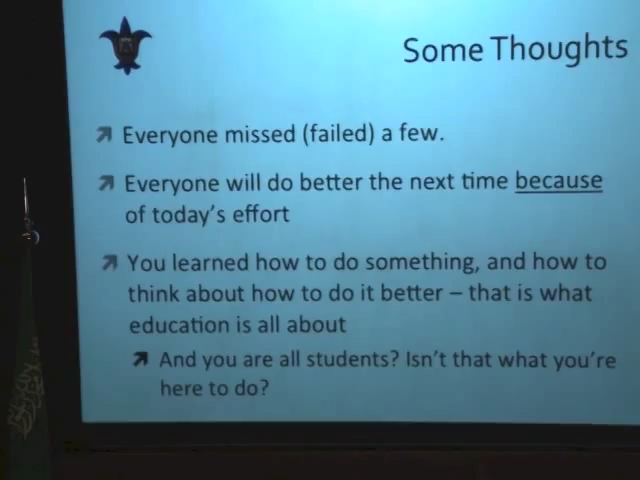 Some Thoughts
Everyone missed (failed) a few.
Everyone will do better the next time because
of today's effort
You learned how to do something, and how to
think about how to do it better – that is what
education is all about
And you are all students? Isn't that what you're
here to do?